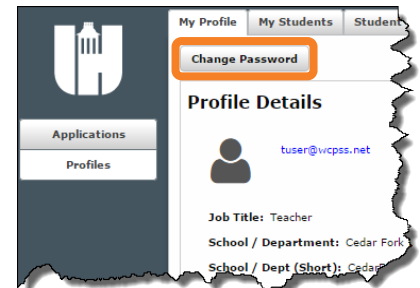 My Profile My Students Student
Change Password
Profile Details
Applications
tuser@wcpss.net
Profiles
Job Title: Teacher
School / Department: Cedar Fork
School / Dept (Short): Cedar